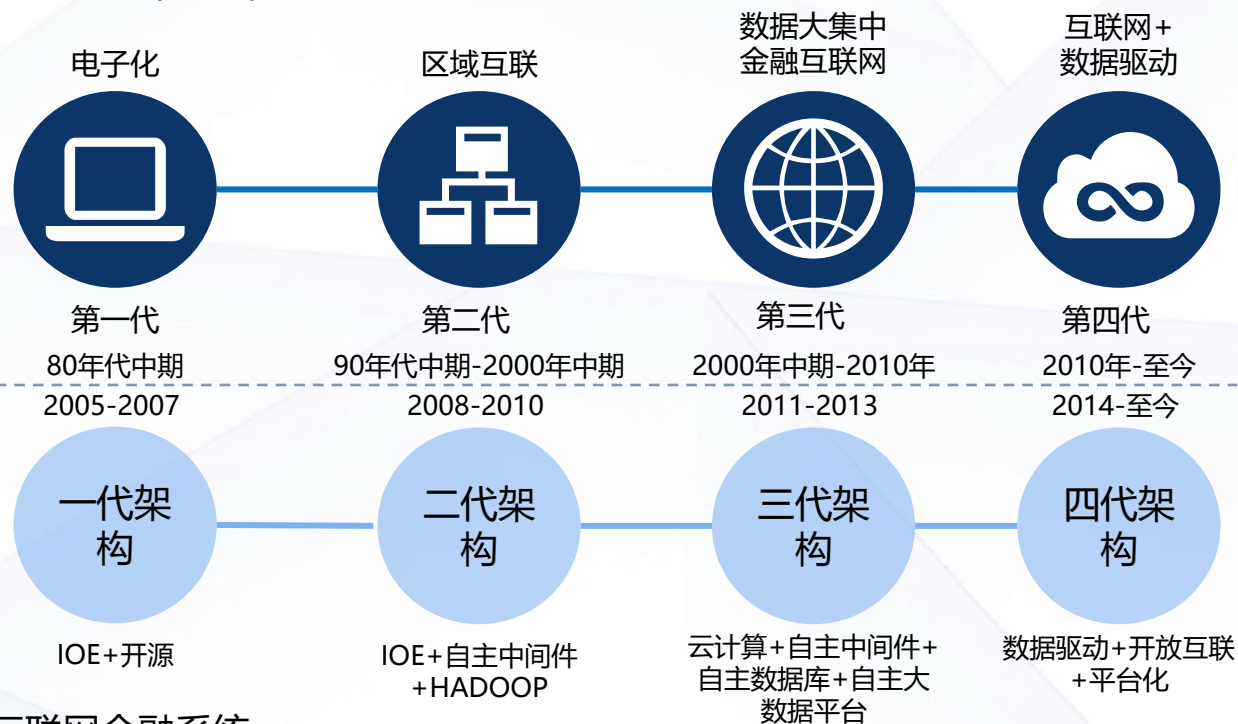 电子化
区域互联
数据大集中
金融互联网
互联网+
数据驱动
第一代
第二代
第三代
第四代
80年代中期
90年代中期-2000年中期
2000年中期-2010年
2010年-至今
2005-2007
2008-2010
2011-2013
2014-至今
一代架
构
二代架
构
三代架
构
四代架
构
IOE+开源
IOE+自主中间件
+HADOOP
云计算+自主中间件+
自主数据库+自主大
数据平台
数据驱动+开放互联
+平台化